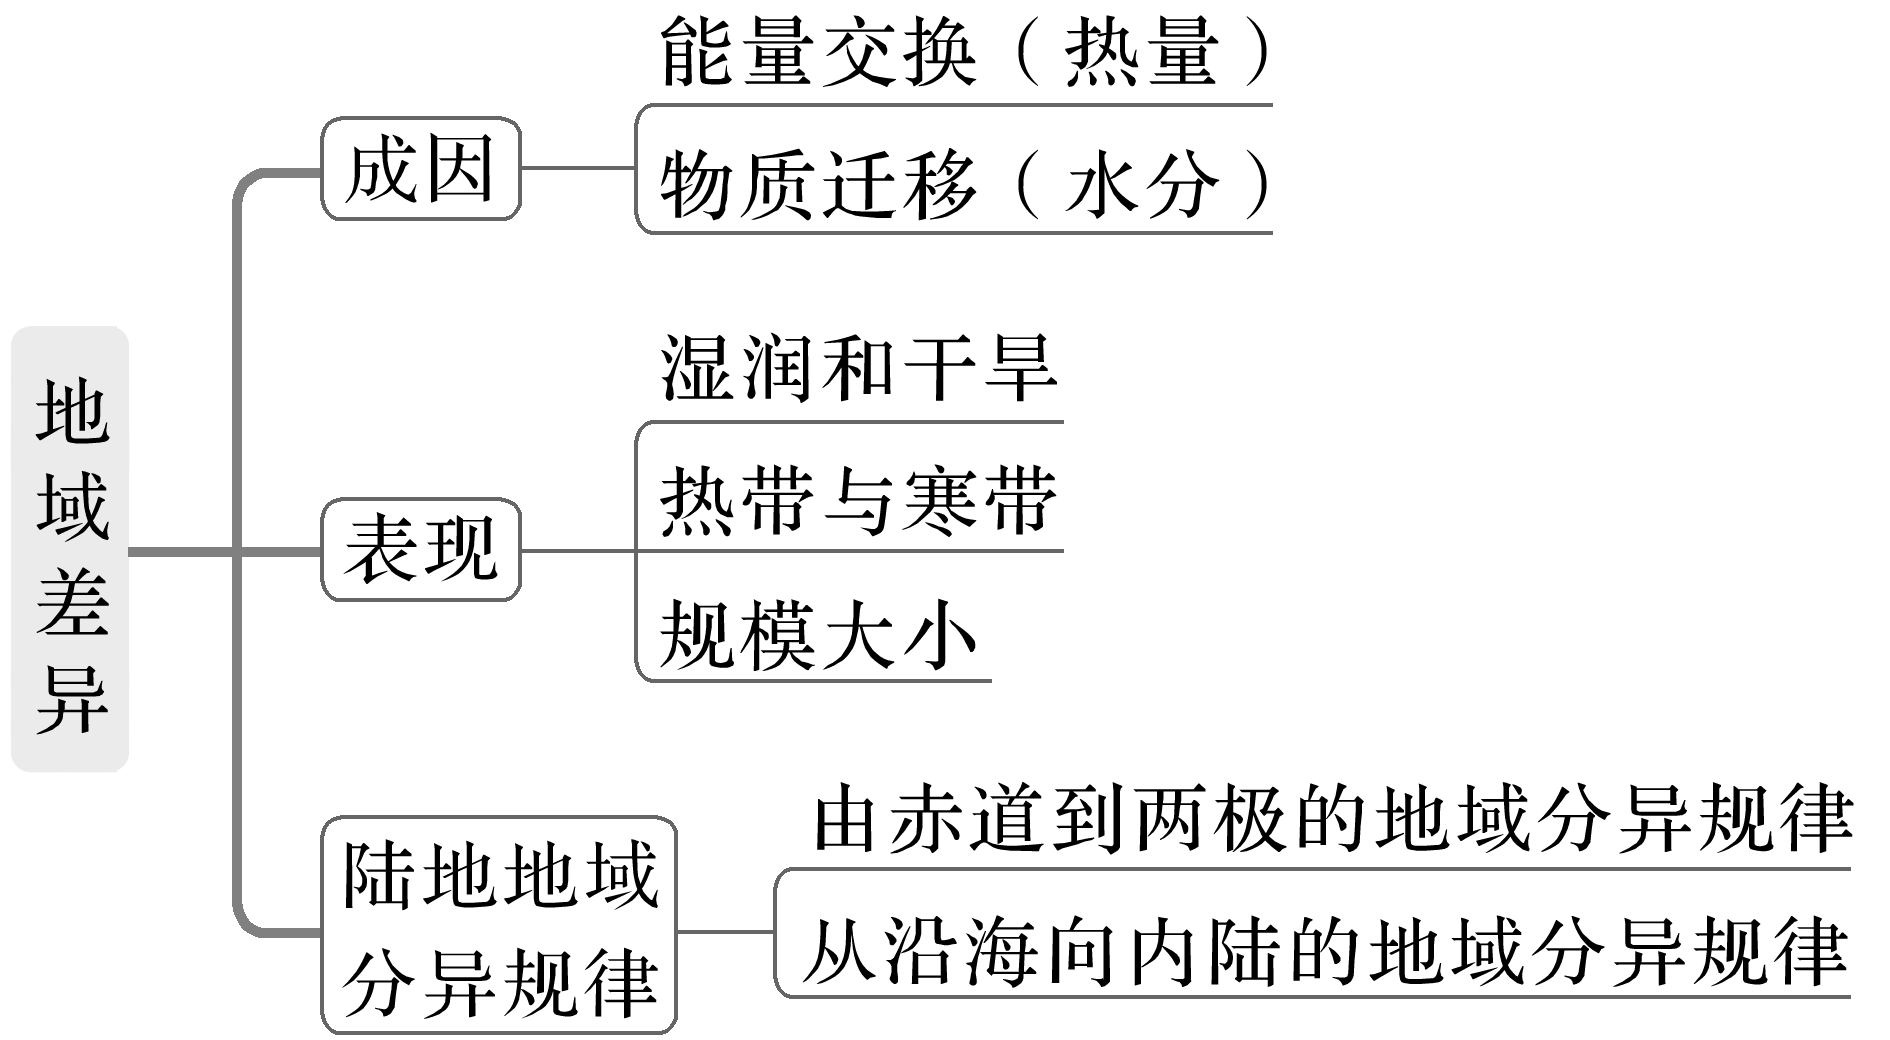 地域差异
成因
能量交换（热量）
物质迁移（水分）
表现
湿润和干旱
热带与寒带
规模大小
陆地地域
分异规律
由赤道到两极的地域分异规律
从沿海向内陆的地域分异规律